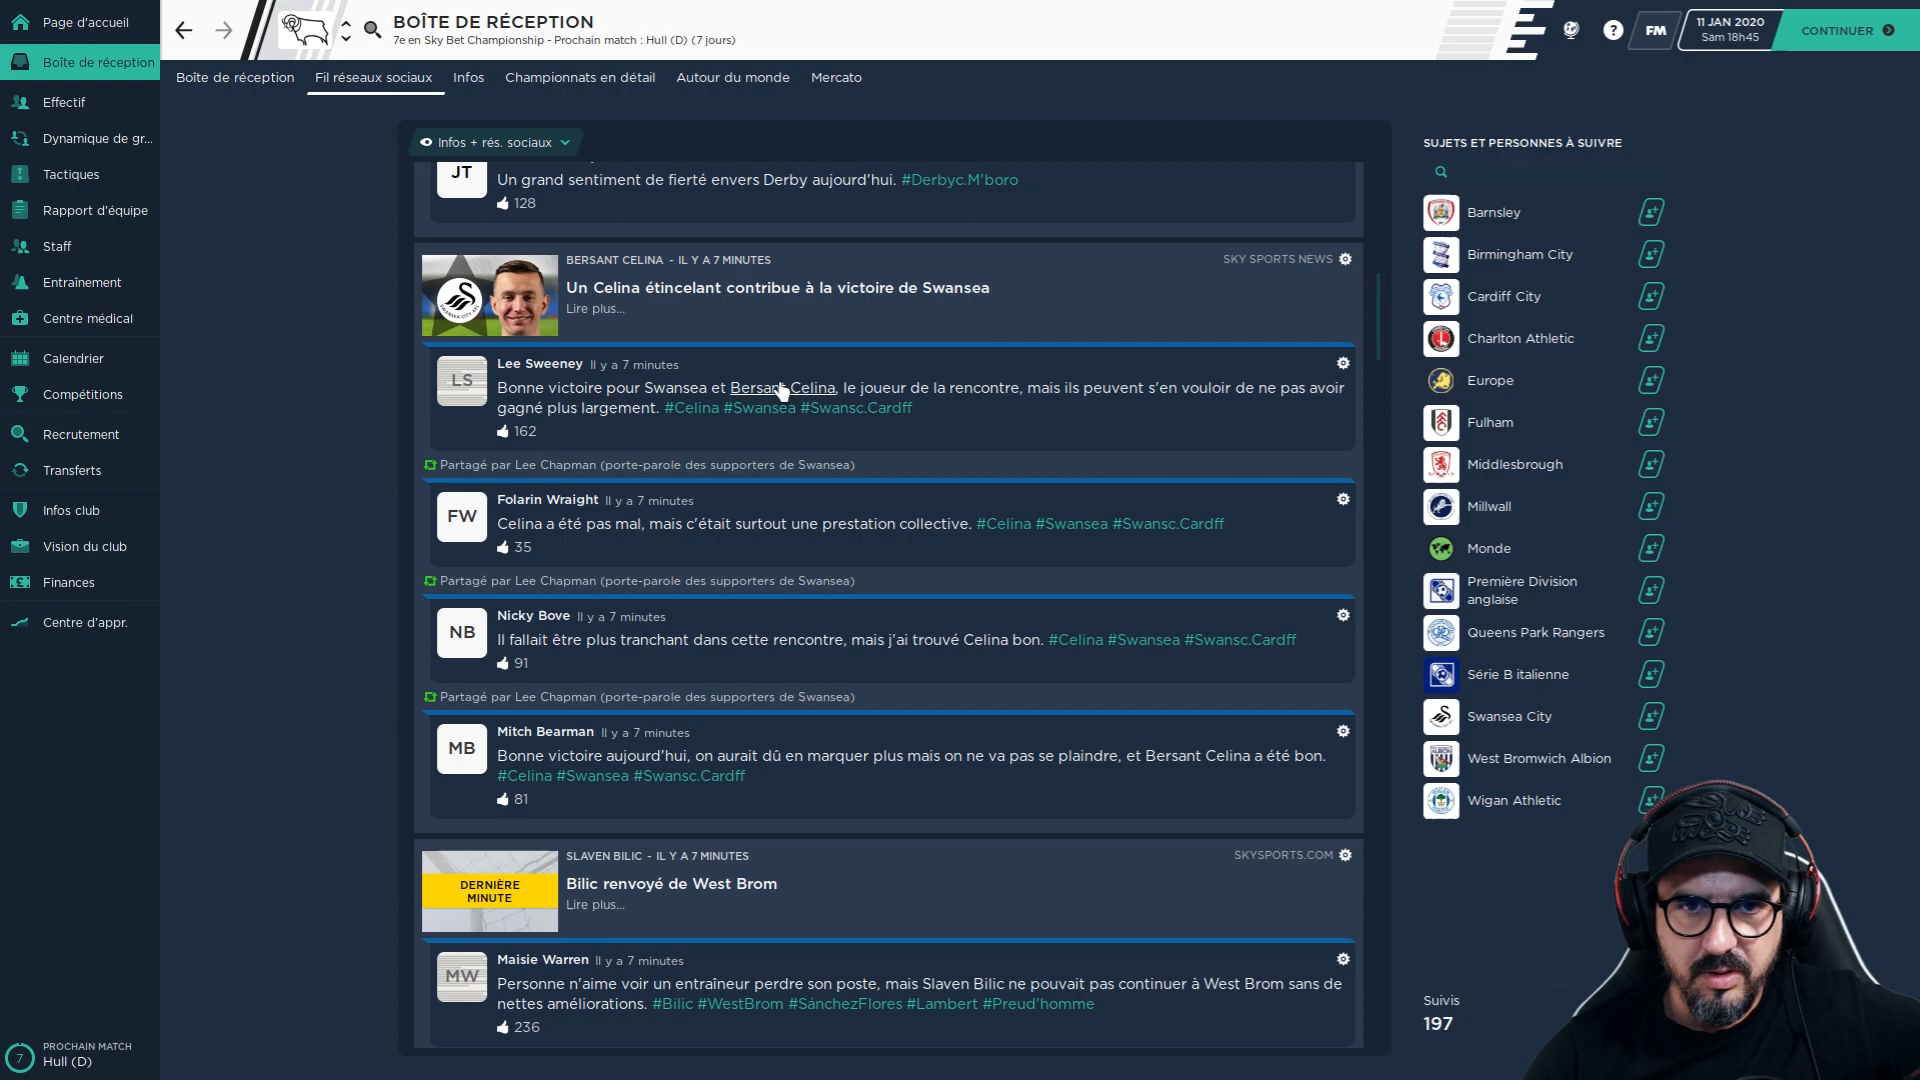 Page d'accueil
Boîte de réception
Effectif
Dynamique de gr...
Tactiques
Rapport d'équipe
Staff
Entraînement
Centre médical
Calendrier
Compétitions
Recrutement
Transferts
Infos club
Vision du club
Finances
Centre d'appr.
7
PROCHAIN MATCH
Hull (D)
BOÎTE DE RÉCEPTION
7e en Sky Bet Championship - Prochain match : Hull (D) (7 jours)
?
FM
11 JAN 2020
Sam 18h45
CONTINUER
Boîte de réception
Fil réseaux sociaux
Infos
Championnats en détail
Autour du monde
Mercato
Infos + rés. sociaux
JT
Un grand sentiment de fierté envers Derby aujourd'hui. #Derbyc.M'boro
128
BERSANT CELINA - IL Y A 7 MINUTES
SKY SPORTS NEWS
Un Celina étincelant contribue à la victoire de Swansea
Lire plus...
LS
Lee Sweeney Il y a 7 minutes
Bonne victoire pour Swansea et Bersant Celina, le joueur de la rencontre, mais ils peuvent s'en vouloir de ne pas avoir
gagné plus largement. #Celina #Swansea #Swansc.Cardff
162
Partagé par Lee Chapman (porte-parole des supporters de Swansea)
FW
Folarin Wraight Il y a 7 minutes
Celina a été pas mal, mais c'était surtout une prestation collective. #Celina #Swansea #Swansc.Cardff
35
Partagé par Lee Chapman (porte-parole des supporters de Swansea)
NB
Nicky Bove Il y a 7 minutes
Il fallait être plus tranchant dans cette rencontre, mais j'ai trouvé Celina bon. #Celina #Swansea #Swansc.Cardff
91
Partagé par Lee Chapman (porte-parole des supporters de Swansea)
MB
Mitch Bearman Il y a 7 minutes
Bonne victoire aujourd'hui, on aurait dû en marquer plus mais on ne va pas se plaindre, et Bersant Celina a été bon.
#Celina #Swansea #Swansc.Cardff
81
DERNIÈRE
MINUTE
SLAVEN BILIC - IL Y A 7 MINUTES
SKYSPORTS.COM
Bilic renvoyé de West Brom
Lire plus...
MW
Maisie Warren Il y a 7 minutes
Personne n'aime voir un entraîneur perdre son poste, mais Slaven Bilic ne pouvait pas continuer à West Brom sans de
nettes améliorations. #Bilic #WestBrom #SánchezFlores #Lambert #Preud'homme
236
SUJETS ET PERSONNES À SUIVRE
Barnsley
Birmingham City
Cardiff City
Charlton Athletic
Europe
Fulham
Middlesbrough
Millwall
Monde
Première Division
anglaise
Queens Park Rangers
Série B italienne
Swansea City
West Bromwich Albion
Wigan Athletic
Suivis
197